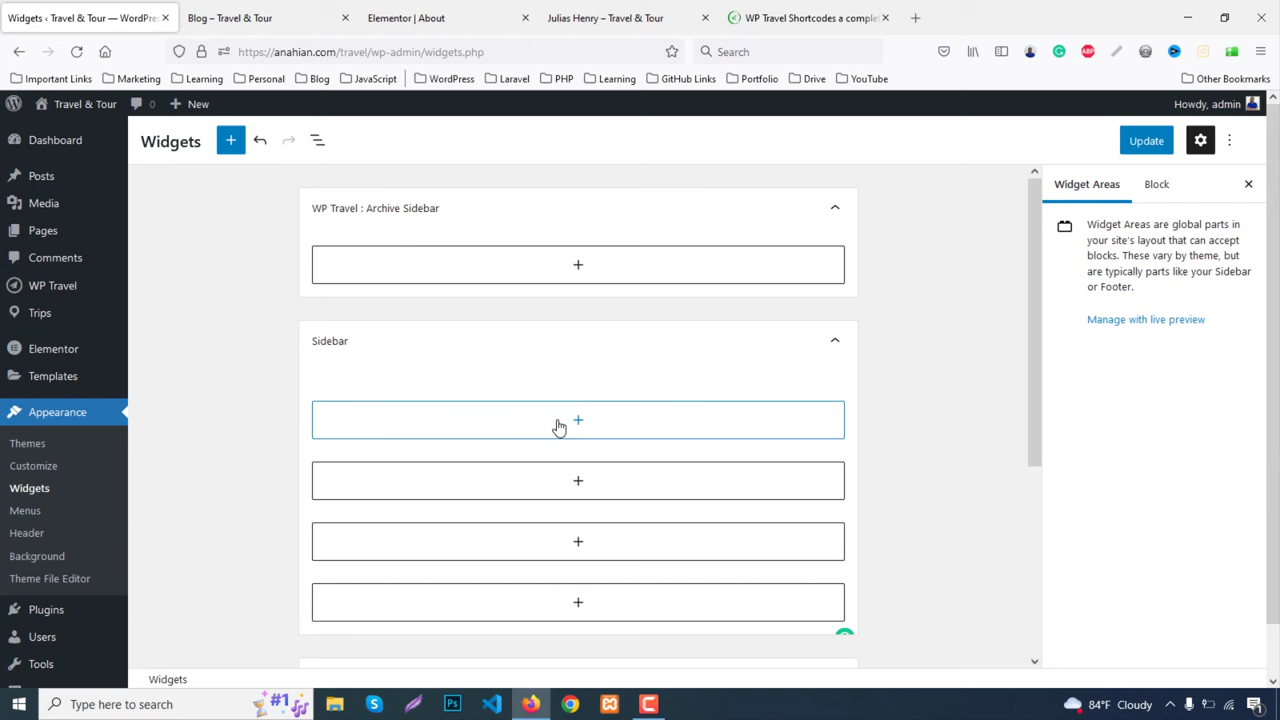 Widgets ‹ Travel & Tour — WordPre
Blog – Travel & Tour
Elementor | About
Julias Henry – Travel & Tour
WP Travel Shortcodes a complet
https://anahian.com/travel/wp-admin/widgets.php
Search
Important Links
Marketing
Learning
Personal
Blog
JavaScript
WordPress
Laravel
PHP
Learning
GitHub Links
Portfolio
Drive
YouTube
Other Bookmarks
Travel & Tour
0
New
Howdy, admin
Dashboard
Posts
Media
Pages
Comments
WP Travel
Trips
Elementor
Templates
Appearance
Themes
Customize
Widgets
Menus
Header
Background
Theme File Editor
Plugins
Users
Tools
Widgets
Update
WP Travel : Archive Sidebar
Sidebar
Widget Areas
Block
Widget Areas are global parts in
your site's layout that can accept
blocks. These vary by theme, but
are typically parts like your Sidebar
or Footer.
Manage with live preview
Widgets
Type here to search
#1
Ps
84°F Cloudy